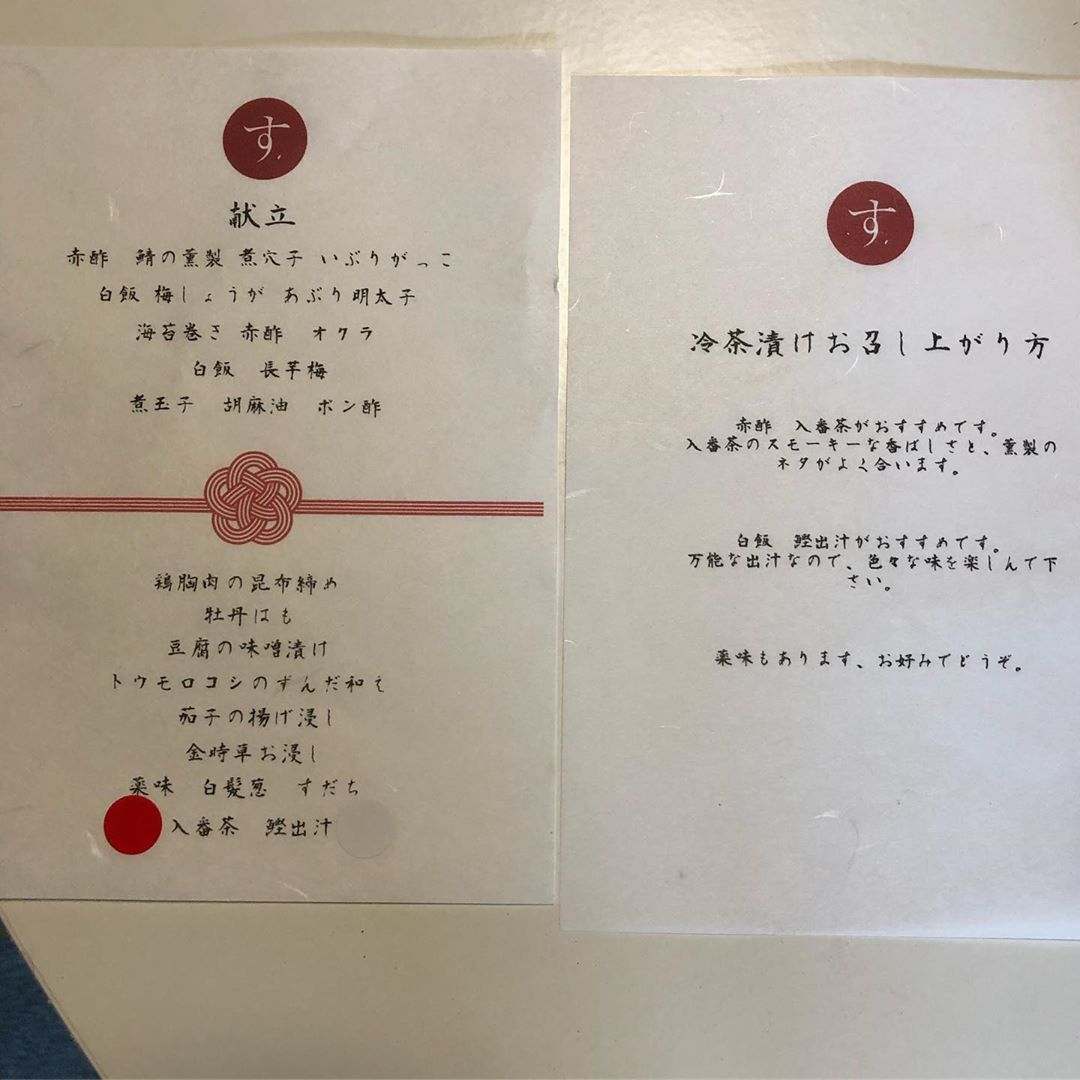 す.
献立
赤酢　鯖の薫製 煮穴子 いぶりがっこ
白飯 梅しょうが あぶり明太子
海苔巻き 赤酢　オクラ
白飯　長芋梅
煮玉子　胡麻油　ポン酢
鶏胸肉の昆布締め
牡丹はも
豆腐の味噌漬け
トウモロコシのずんだ和え
茄子の揚げ浸し
金時草お浸し
薬味　白髪葱　すだち
入番茶　鰹出汁
す.
冷茶漬けお召し上がり方
赤酢　入番茶がおすすめです。
入番茶のスモーキーな香ばしさと、薫製の
ネタがよく合います。
白飯　鰹出汁がおすすめです。
万能な出汁なので、色々な味を楽しんで下
さい。
薬味もあります、お好みでどうぞ。